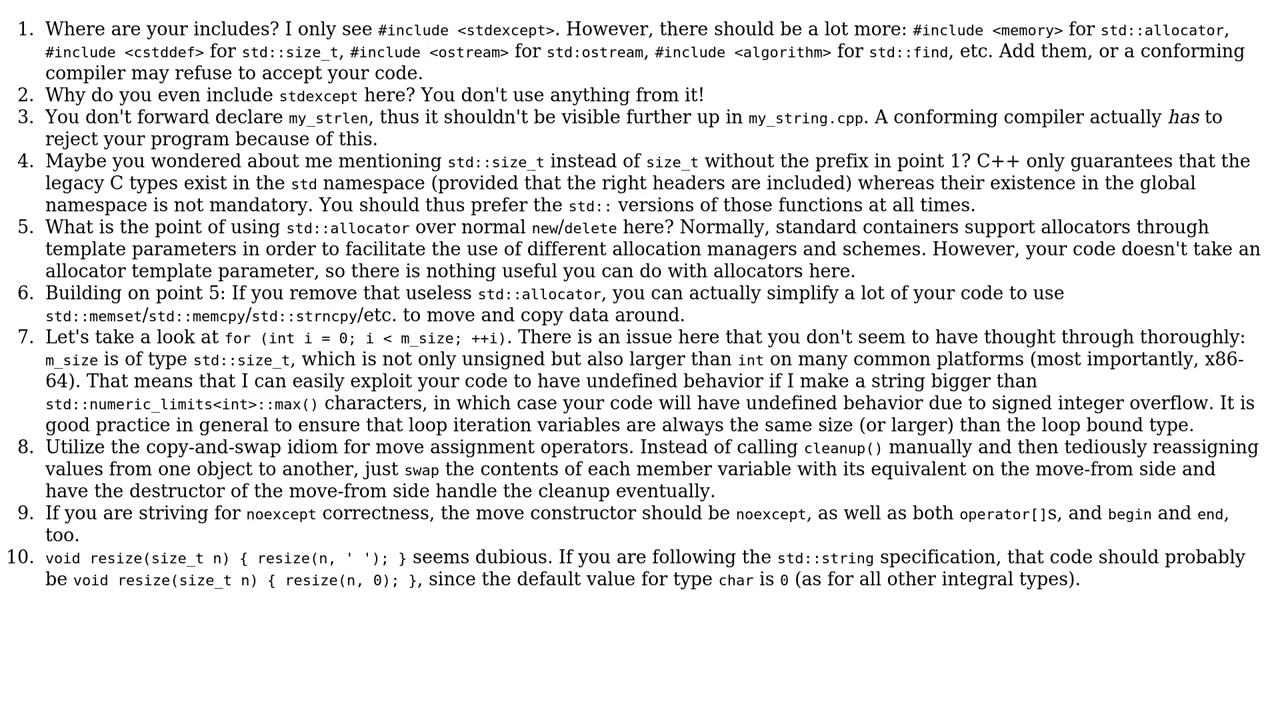 1. Where are your includes? I only see #include <stdexcept>. However, there should be a lot more: #include <memory> for std::allocator,
#include <cstddef> for std::size_t, #include <ostream> for std:ostream, #include <algorithm> for std::find, etc. Add them, or a conforming
compiler may refuse to accept your code.
2. Why do you even include stdexcept here? You don't use anything from it!
3. You don't forward declare my_strlen, thus it shouldn't be visible further up in my_string.cpp. A conforming compiler actually has to
reject your program because of this.
4. Maybe you wondered about me mentioning std::size_t instead of size_t without the prefix in point 1? C++ only guarantees that the
legacy C types exist in the std namespace (provided that the right headers are included) whereas their existence in the global
namespace is not mandatory. You should thus prefer the std:: versions of those functions at all times.
5. What is the point of using std::allocator over normal new/delete here? Normally, standard containers support allocators through
template parameters in order to facilitate the use of different allocation managers and schemes. However, your code doesn't take an
allocator template parameter, so there is nothing useful you can do with allocators here.
6. Building on point 5: If you remove that useless std::allocator, you can actually simplify a lot of your code to use
std::memset/std::memcpy/std::strncpy/etc. to move and copy data around.
7. Let's take a look at for (int i = 0; i < m_size; ++i). There is an issue here that you don't seem to have thought through thoroughly:
m_size is of type std::size_t, which is not only unsigned but also larger than int on many common platforms (most importantly, x86-
64). That means that I can easily exploit your code to have undefined behavior if I make a string bigger than
std::numeric_limits<int>::max() characters, in which case your code will have undefined behavior due to signed integer overflow. It is
good practice in general to ensure that loop iteration variables are always the same size (or larger) than the loop bound type.
8. Utilize the copy-and-swap idiom for move assignment operators. Instead of calling cleanup() manually and then tediously reassigning
values from one object to another, just swap the contents of each member variable with its equivalent on the move-from side and
have the destructor of the move-from side handle the cleanup eventually.
9. If you are striving for noexcept correctness, the move constructor should be noexcept, as well as both operator[]s, and begin and end,
too.
10. void resize(size_t n) { resize(n, ' '); } seems dubious. If you are following the std::string specification, that code should probably
be void resize(size_t n) { resize(n, 0); }, since the default value for type char is 0 (as for all other integral types).